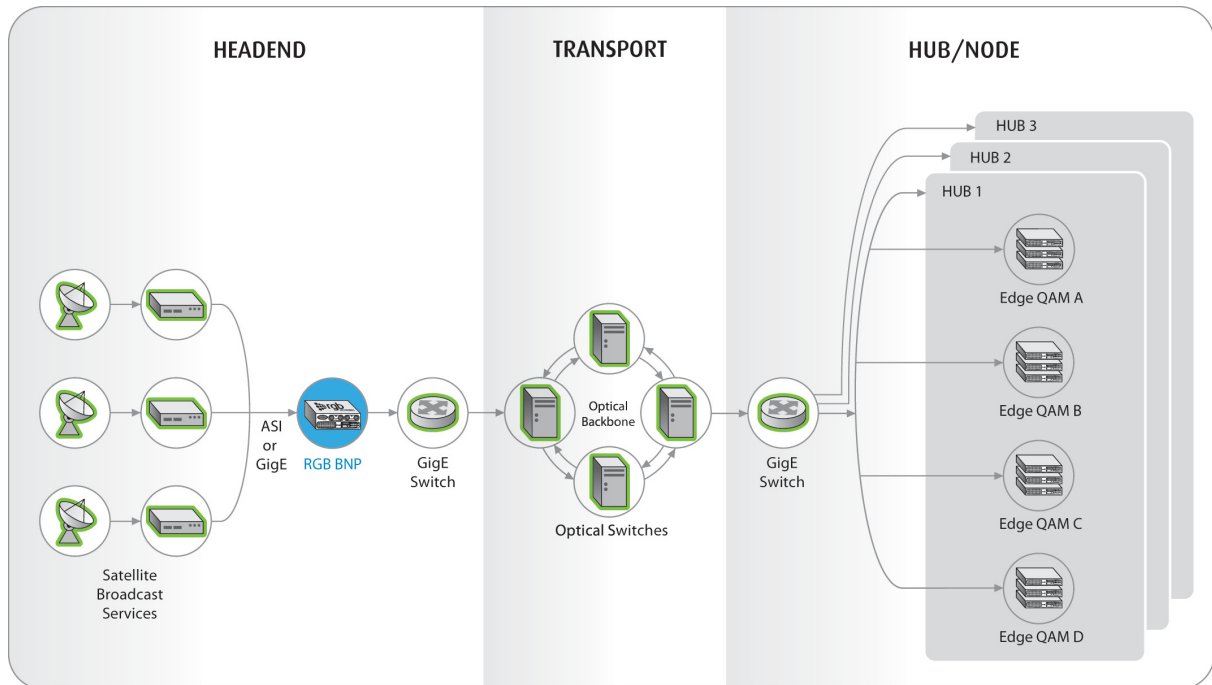 HEADEND
TRANSPORT
HUB/NODE
HUB 3
HUB 2
HUB 1
Edge QAM A
Edge QAM B
Edge QAM C
Edge QAM D
ASI
or
GigE
rgb
RGB BNP
GigE
Switch
Optical
Backbone
Optical Switches
GigE
Switch
Satellite
Broadcast
Services